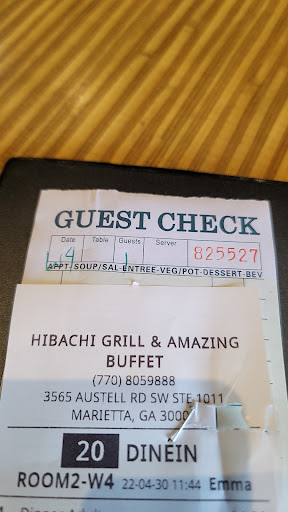 GUEST CHECK
Date Table Guests Server
825527
APPT-SOUP/SAL-ENTREE-VEG/POT-DESSERT-BEV
HIBACHI GRILL & AMAZING
BUFFET
(770) 8059888
3565 AUSTELL RD SW STE 1011
MARIETTA, GA 3000
20 DINEIN
ROOM2-W4 22-04-30 11:44 Emma